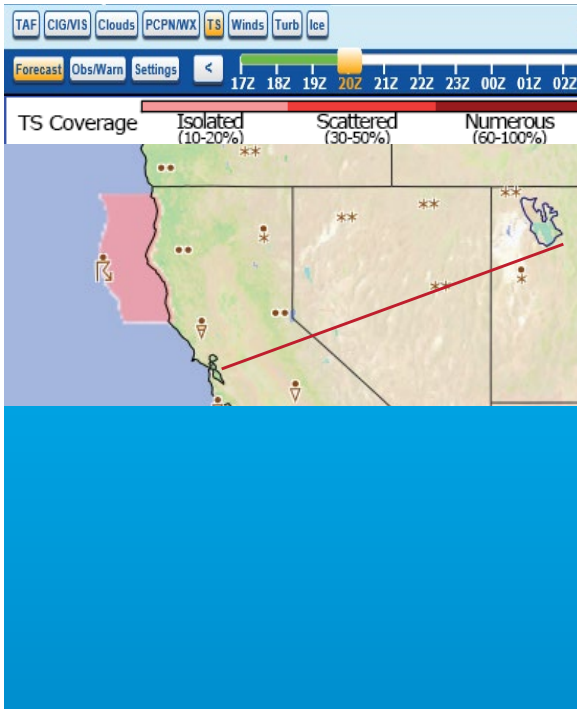 TAF CIG/VIS Clouds PCPN/WX TS Winds Turb Ice
Forecast Obs/Warn Settings <
17Z 18Z 19Z 20Z 21Z 22Z 23Z 00Z 01Z 02Z
TS Coverage Isolated Scattered Numerous
(10-20%) (30-50%) (60-100%)